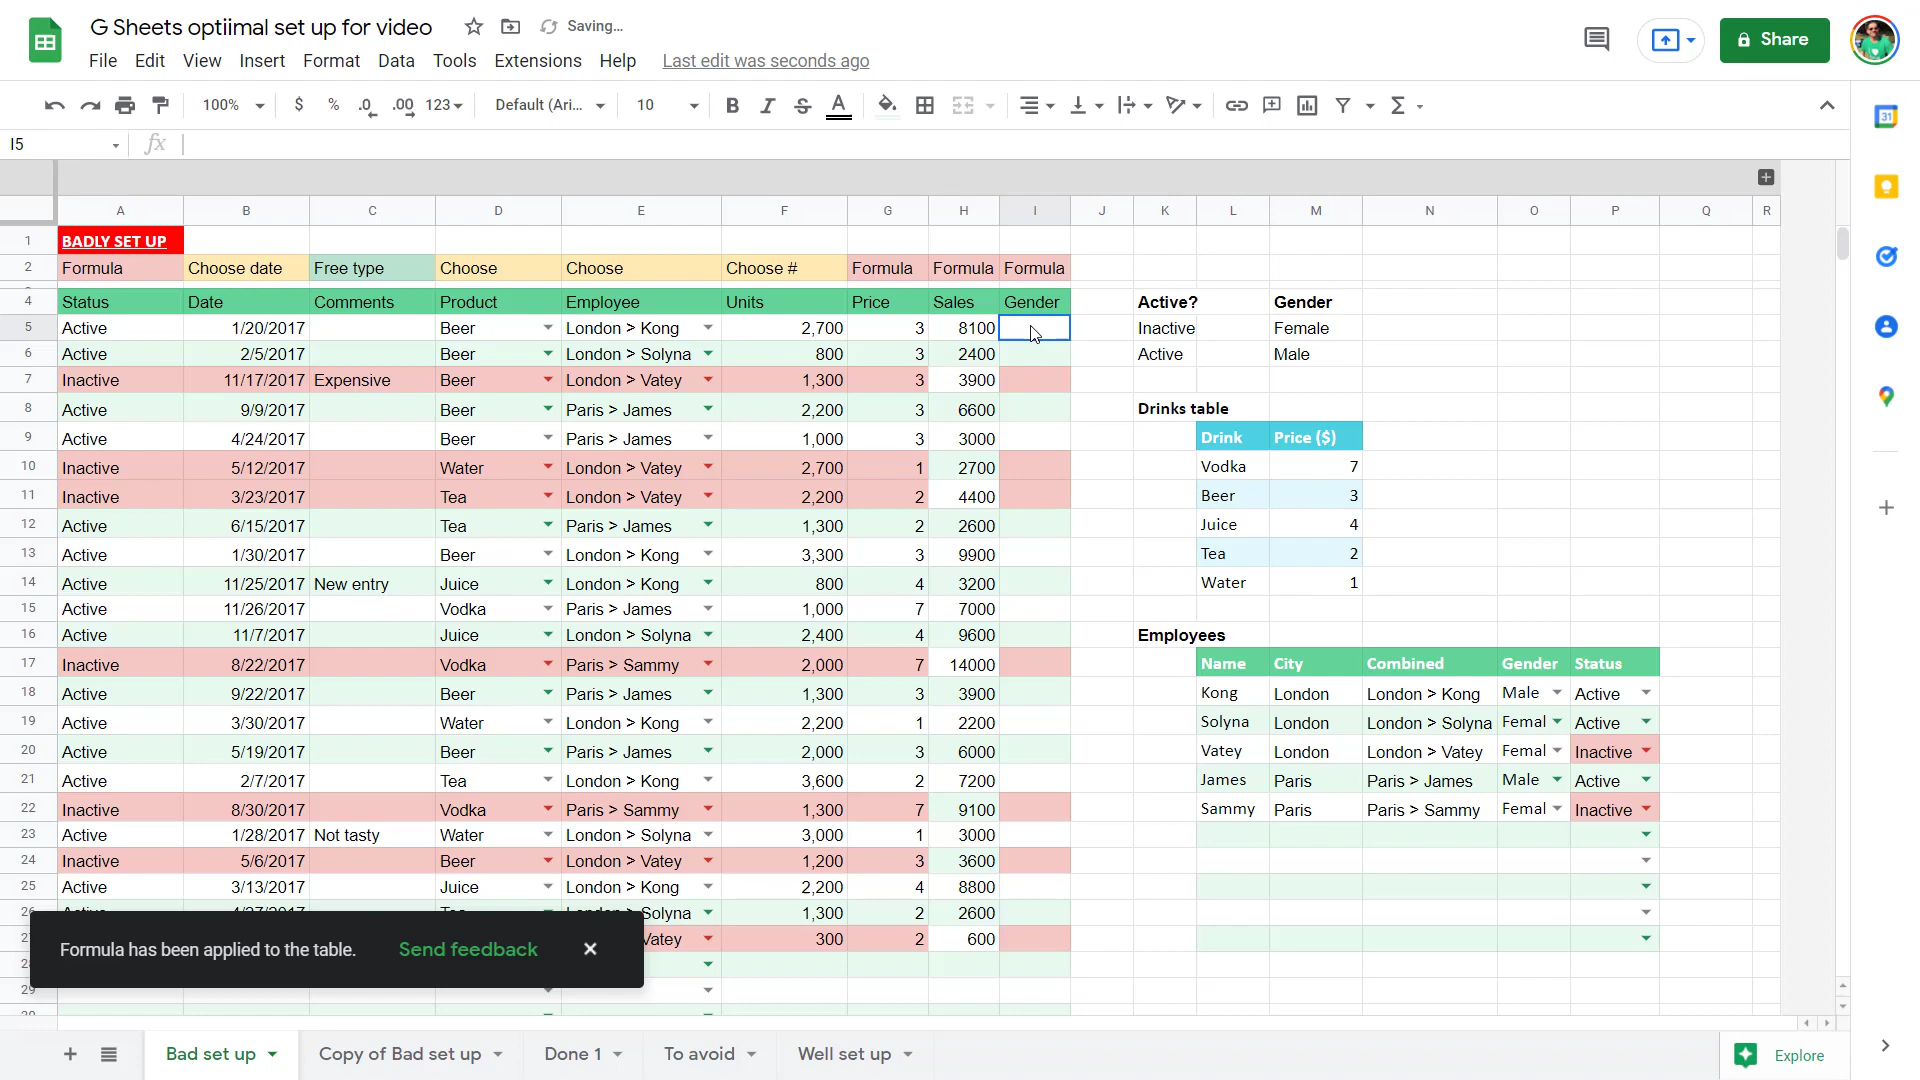 G Sheets optiimal set up for video
Saving...
File Edit View Insert Format Data Tools Extensions Help Last edit was seconds ago
Share
100% $ % .0 .00 123 Default (Ari... 10 B I S A Σ
31
I5 fx
A B C D E F G H I J K L M N O P Q R
1 BADLY SET UP
2 Formula Choose date Free type Choose Choose Choose # Formula Formula Formula
4 Status Date Comments Product Employee Units Price Sales Gender Active? Gender
5 Active 1/20/2017 Beer London > Kong 2,700 3 8100 Inactive Female
6 Active 2/5/2017 Beer London > Solyna 800 3 2400 Active Male
7 Inactive 11/17/2017 Expensive Beer London > Vatey 1,300 3 3900
8 Active 9/9/2017 Beer Paris > James 2,200 3 6600 Drinks table
9 Active 4/24/2017 Beer Paris > James 1,000 3 3000 Drink Price ($)
10 Inactive 5/12/2017 Water London > Vatey 2,700 1 2700 Vodka 7
11 Inactive 3/23/2017 Tea London > Vatey 2,200 2 4400 Beer 3
12 Active 6/15/2017 Tea Paris > James 1,300 2 2600 Juice 4
13 Active 1/30/2017 Beer London > Kong 3,300 3 9900 Tea 2
14 Active 11/25/2017 New entry Juice London > Kong 800 4 3200 Water 1
15 Active 11/26/2017 Vodka Paris > James 1,000 7 7000
16 Active 11/7/2017 Juice London > Solyna 2,400 4 9600 Employees
17 Inactive 8/22/2017 Vodka Paris > Sammy 2,000 7 14000 Name City Combined Gender Status
18 Active 9/22/2017 Beer Paris > James 1,300 3 3900 Kong London London > Kong Male Active
19 Active 3/30/2017 Water London > Kong 2,200 1 2200 Solyna London London > Solyna Femal Active
20 Active 5/19/2017 Beer Paris > James 2,000 3 6000 Vatey London London > Vatey Femal Inactive
21 Active 2/7/2017 Tea London > Kong 3,600 2 7200 James Paris Paris > James Male Active
22 Inactive 8/30/2017 Vodka Paris > Sammy 1,300 7 9100 Sammy Paris Paris > Sammy Femal Inactive
23 Active 1/28/2017 Not tasty Water London > Solyna 3,000 1 3000
24 Inactive 5/6/2017 Beer London > Vatey 1,200 3 3600
25 Active 3/13/2017 Juice London > Kong 2,200 4 8800
Solyna 1,300 2 2600
Vatey 300 2 600
Formula has been applied to the table. Send feedback
29
Bad set up Copy of Bad set up Done 1 To avoid Well set up Explore